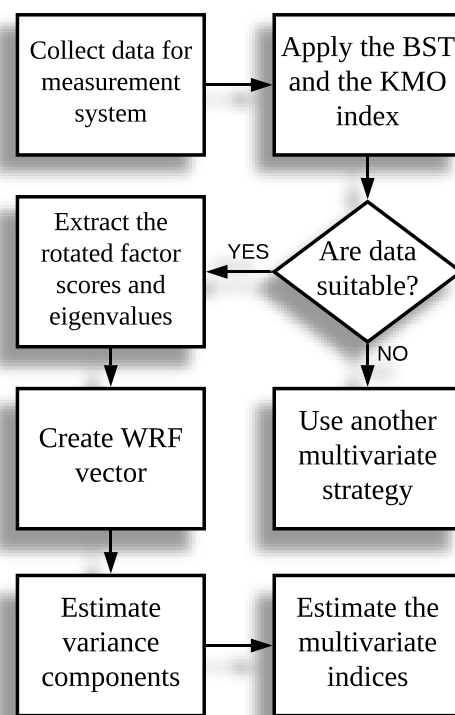 Collect data for
measurement
system
Apply the BST
and the KMO
index
Are data
suitable?
YES
NO
Extract the
rotated factor
scores and
eigenvalues
Use another
multivariate
strategy
Create WRF
vector
Estimate
variance
components
Estimate the
multivariate
indices